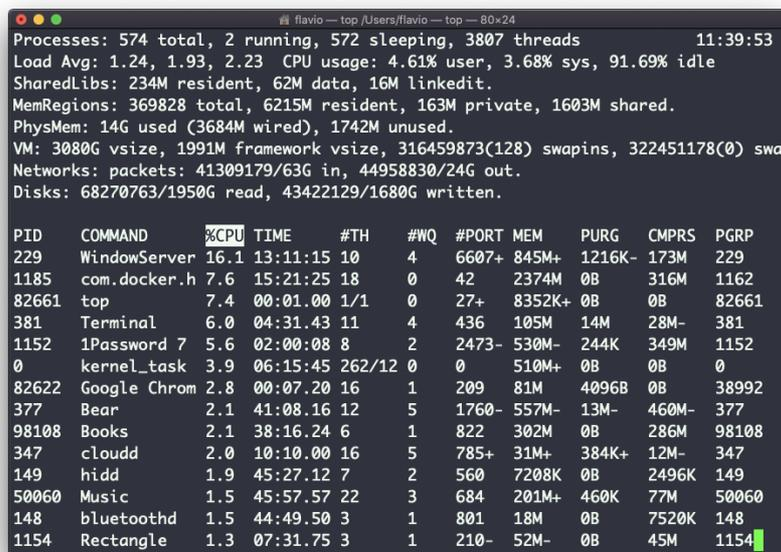 flavio — top /Users/flavio — top — 80×24
Processes: 574 total, 2 running, 572 sleeping, 3807 threads 11:39:53
Load Avg: 1.24, 1.93, 2.23 CPU usage: 4.61% user, 3.68% sys, 91.69% idle
SharedLibs: 234M resident, 62M data, 16M linkedit.
MemRegions: 369828 total, 6215M resident, 163M private, 1603M shared.
PhysMem: 14G used (3684M wired), 1742M unused.
VM: 3080G vsize, 1991M framework vsize, 316459873(128) swapins, 322451178(0) swa
Networks: packets: 41309179/63G in, 44958830/24G out.
Disks: 68270763/1950G read, 43422129/1680G written.
PID COMMAND %CPU TIME #TH #WQ #PORT MEM PURG CMPRS PGRP
229 WindowServer 16.1 13:11:15 10 4 6607+ 845M+ 1216K- 173M 229
1185 com.docker.h 7.6 15:21:25 18 0 42 2374M 0B 316M 1162
82661 top 7.4 00:01.00 1/1 0 27+ 8352K+ 0B 0B 82661
381 Terminal 6.0 04:31.43 11 4 436 105M 14M 28M- 381
1152 1Password 7 5.6 02:00:08 8 2 2473- 530M- 244K 349M 1152
0 kernel_task 3.9 06:15:45 262/12 0 0 510M+ 0B 0B 0
82622 Google Chrom 2.8 00:07.20 16 1 209 81M 4096B 0B 38992
377 Bear 2.1 41:08.16 12 5 1760- 557M- 13M- 460M- 377
98108 Books 2.1 38:16.24 6 1 822 302M 0B 286M 98108
347 cloudd 2.0 10:10.00 16 5 785+ 31M+ 384K+ 12M- 347
149 hidd 1.9 45:27.12 7 2 560 7208K 0B 2496K 149
50060 Music 1.5 45:57.57 22 3 684 201M+ 460K 77M 50060
148 bluetoothd 1.5 44:49.50 3 1 801 18M 0B 7520K 148
1154 Rectangle 1.3 07:31.75 3 1 210- 52M- 0B 45M 1154